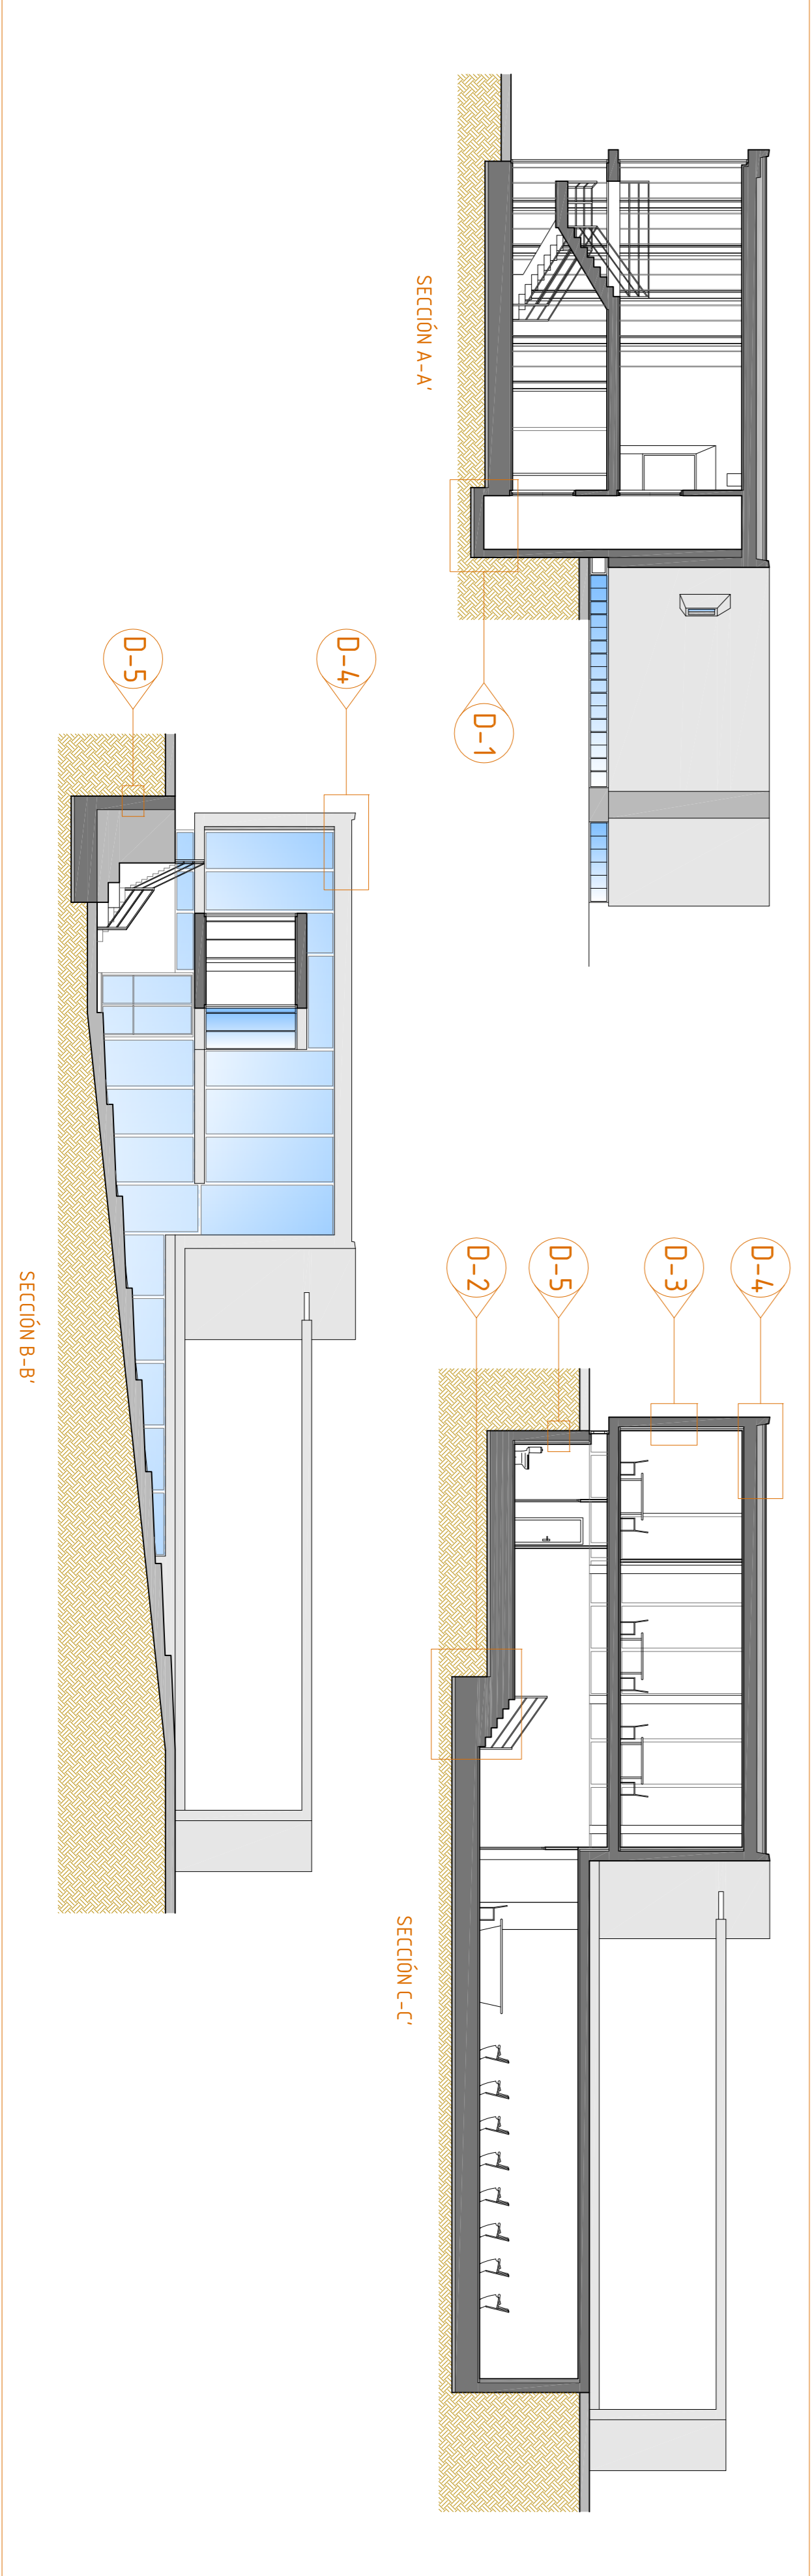 D-4
D-3
D-5
D-2
D-1
SECCIÓN A-A'
SECCIÓN C-C'
D-4
D-5
SECCIÓN B-B'